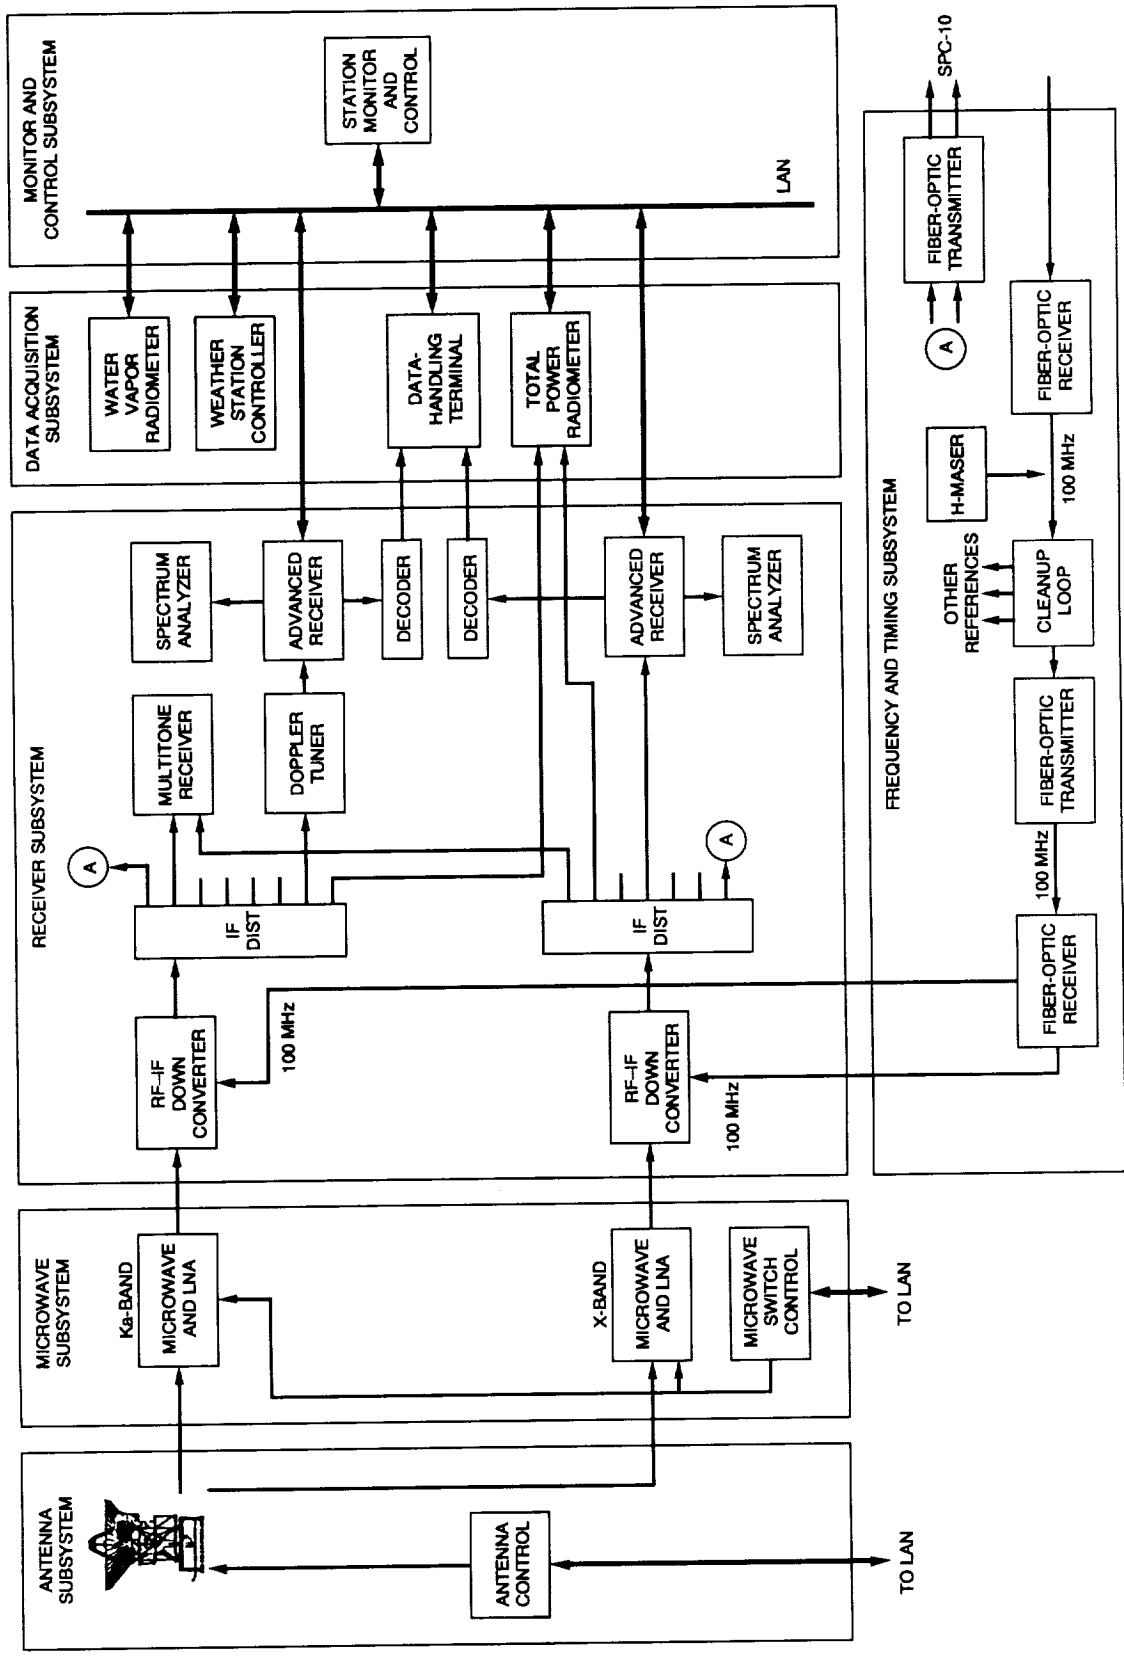 ANTENNA
SUBSYSTEM
ANTENNA
CONTROL
TO LAN
MICROWAVE
SUBSYSTEM
Ka-BAND
MICROWAVE
AND LNA
X-BAND
MICROWAVE
AND LNA
MICROWAVE
SWITCH
CONTROL
TO LAN
RECEIVER SUBSYSTEM
RF–IF
DOWN
CONVERTER
100 MHz
RF–IF
DOWN
CONVERTER
100 MHz
IF
DIST
A
IF
DIST
A
MULTITONE
RECEIVER
DOPPLER
TUNER
SPECTRUM
ANALYZER
ADVANCED
RECEIVER
DECODER
DECODER
ADVANCED
RECEIVER
SPECTRUM
ANALYZER
DATA ACQUISITION
SUBSYSTEM
WATER
VAPOR
RADIOMETER
WEATHER
STATION
CONTROLLER
DATA-
HANDLING
TERMINAL
TOTAL
POWER
RADIOMETER
MONITOR AND
CONTROL SUBSYSTEM
STATION
MONITOR
AND
CONTROL
LAN
FREQUENCY AND TIMING SUBSYSTEM
FIBER-OPTIC
RECEIVER
100 MHz
FIBER-OPTIC
TRANSMITTER
OTHER
REFERENCES
CLEANUP
LOOP
H-MASER
100 MHz
FIBER-OPTIC
RECEIVER
A
FIBER-OPTIC
TRANSMITTER
SPC-10